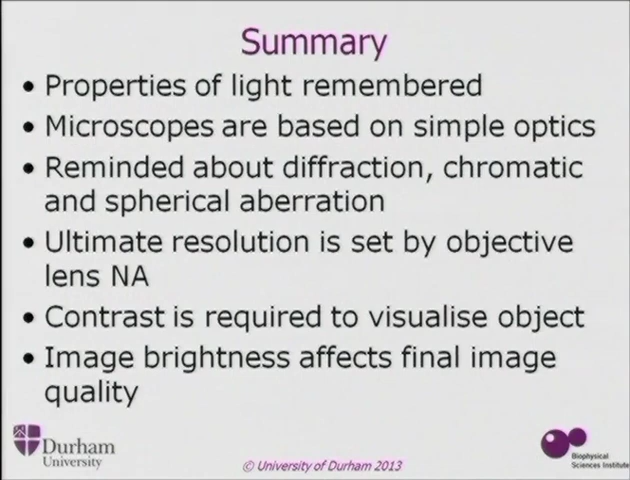 Summary
• Properties of light remembered
• Microscopes are based on simple optics
• Reminded about diffraction, chromatic
and spherical aberration
• Ultimate resolution is set by objective
lens NA
• Contrast is required to visualise object
• Image brightness affects final image
quality
Durham
University
© University of Durham 2013
Biophysical
Sciences Institute